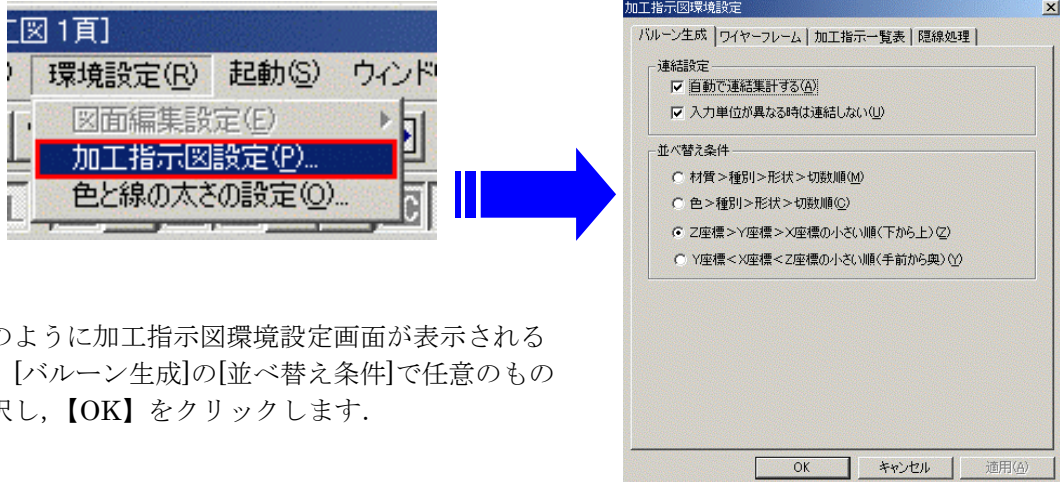 図 1頁]
環境設定(R) 起動(S) ウィンド
図面編集設定(E)
加工指示図設定(P)...
色と線の太さの設定(O)...
のように加工指示図環境設定画面が表示される
[バルーン生成]の[並べ替え条件]で任意のもの
択し,【OK】をクリックします.
加工指示図環境設定
バルーン生成 ワイヤーフレーム 加工指示一覧表 隠線処理
連結設定
自動で連結集計する(A)
入力単位が異なる時は連結しない(U)
並べ替え条件
材質>種別>形状>切数順(M)
色>種別>形状>切数順(C)
Z座標>Y座標>X座標の小さい順(下から上)(Z)
Y座標<X座標<Z座標の小さい順(手前から奥)(Y)
OK キャンセル 適用(A)